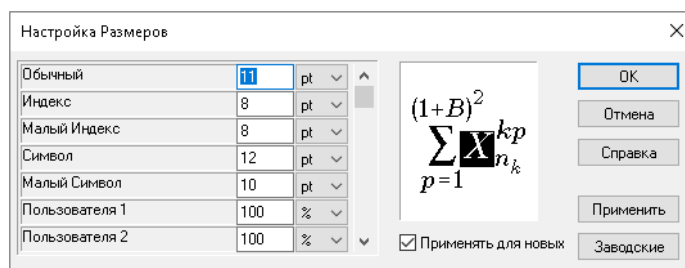 Настройка Размеров
Обычный 11 pt
Индекс 8 pt
Малый Индекс 8 pt
Символ 12 pt
Малый Символ 10 pt
Пользователя 1 100 %
Пользователя 2 100 %
(1+B)²
∑ X kp nₖ
p=1
Применять для новых
OK
Отмена
Справка
Применить
Заводские